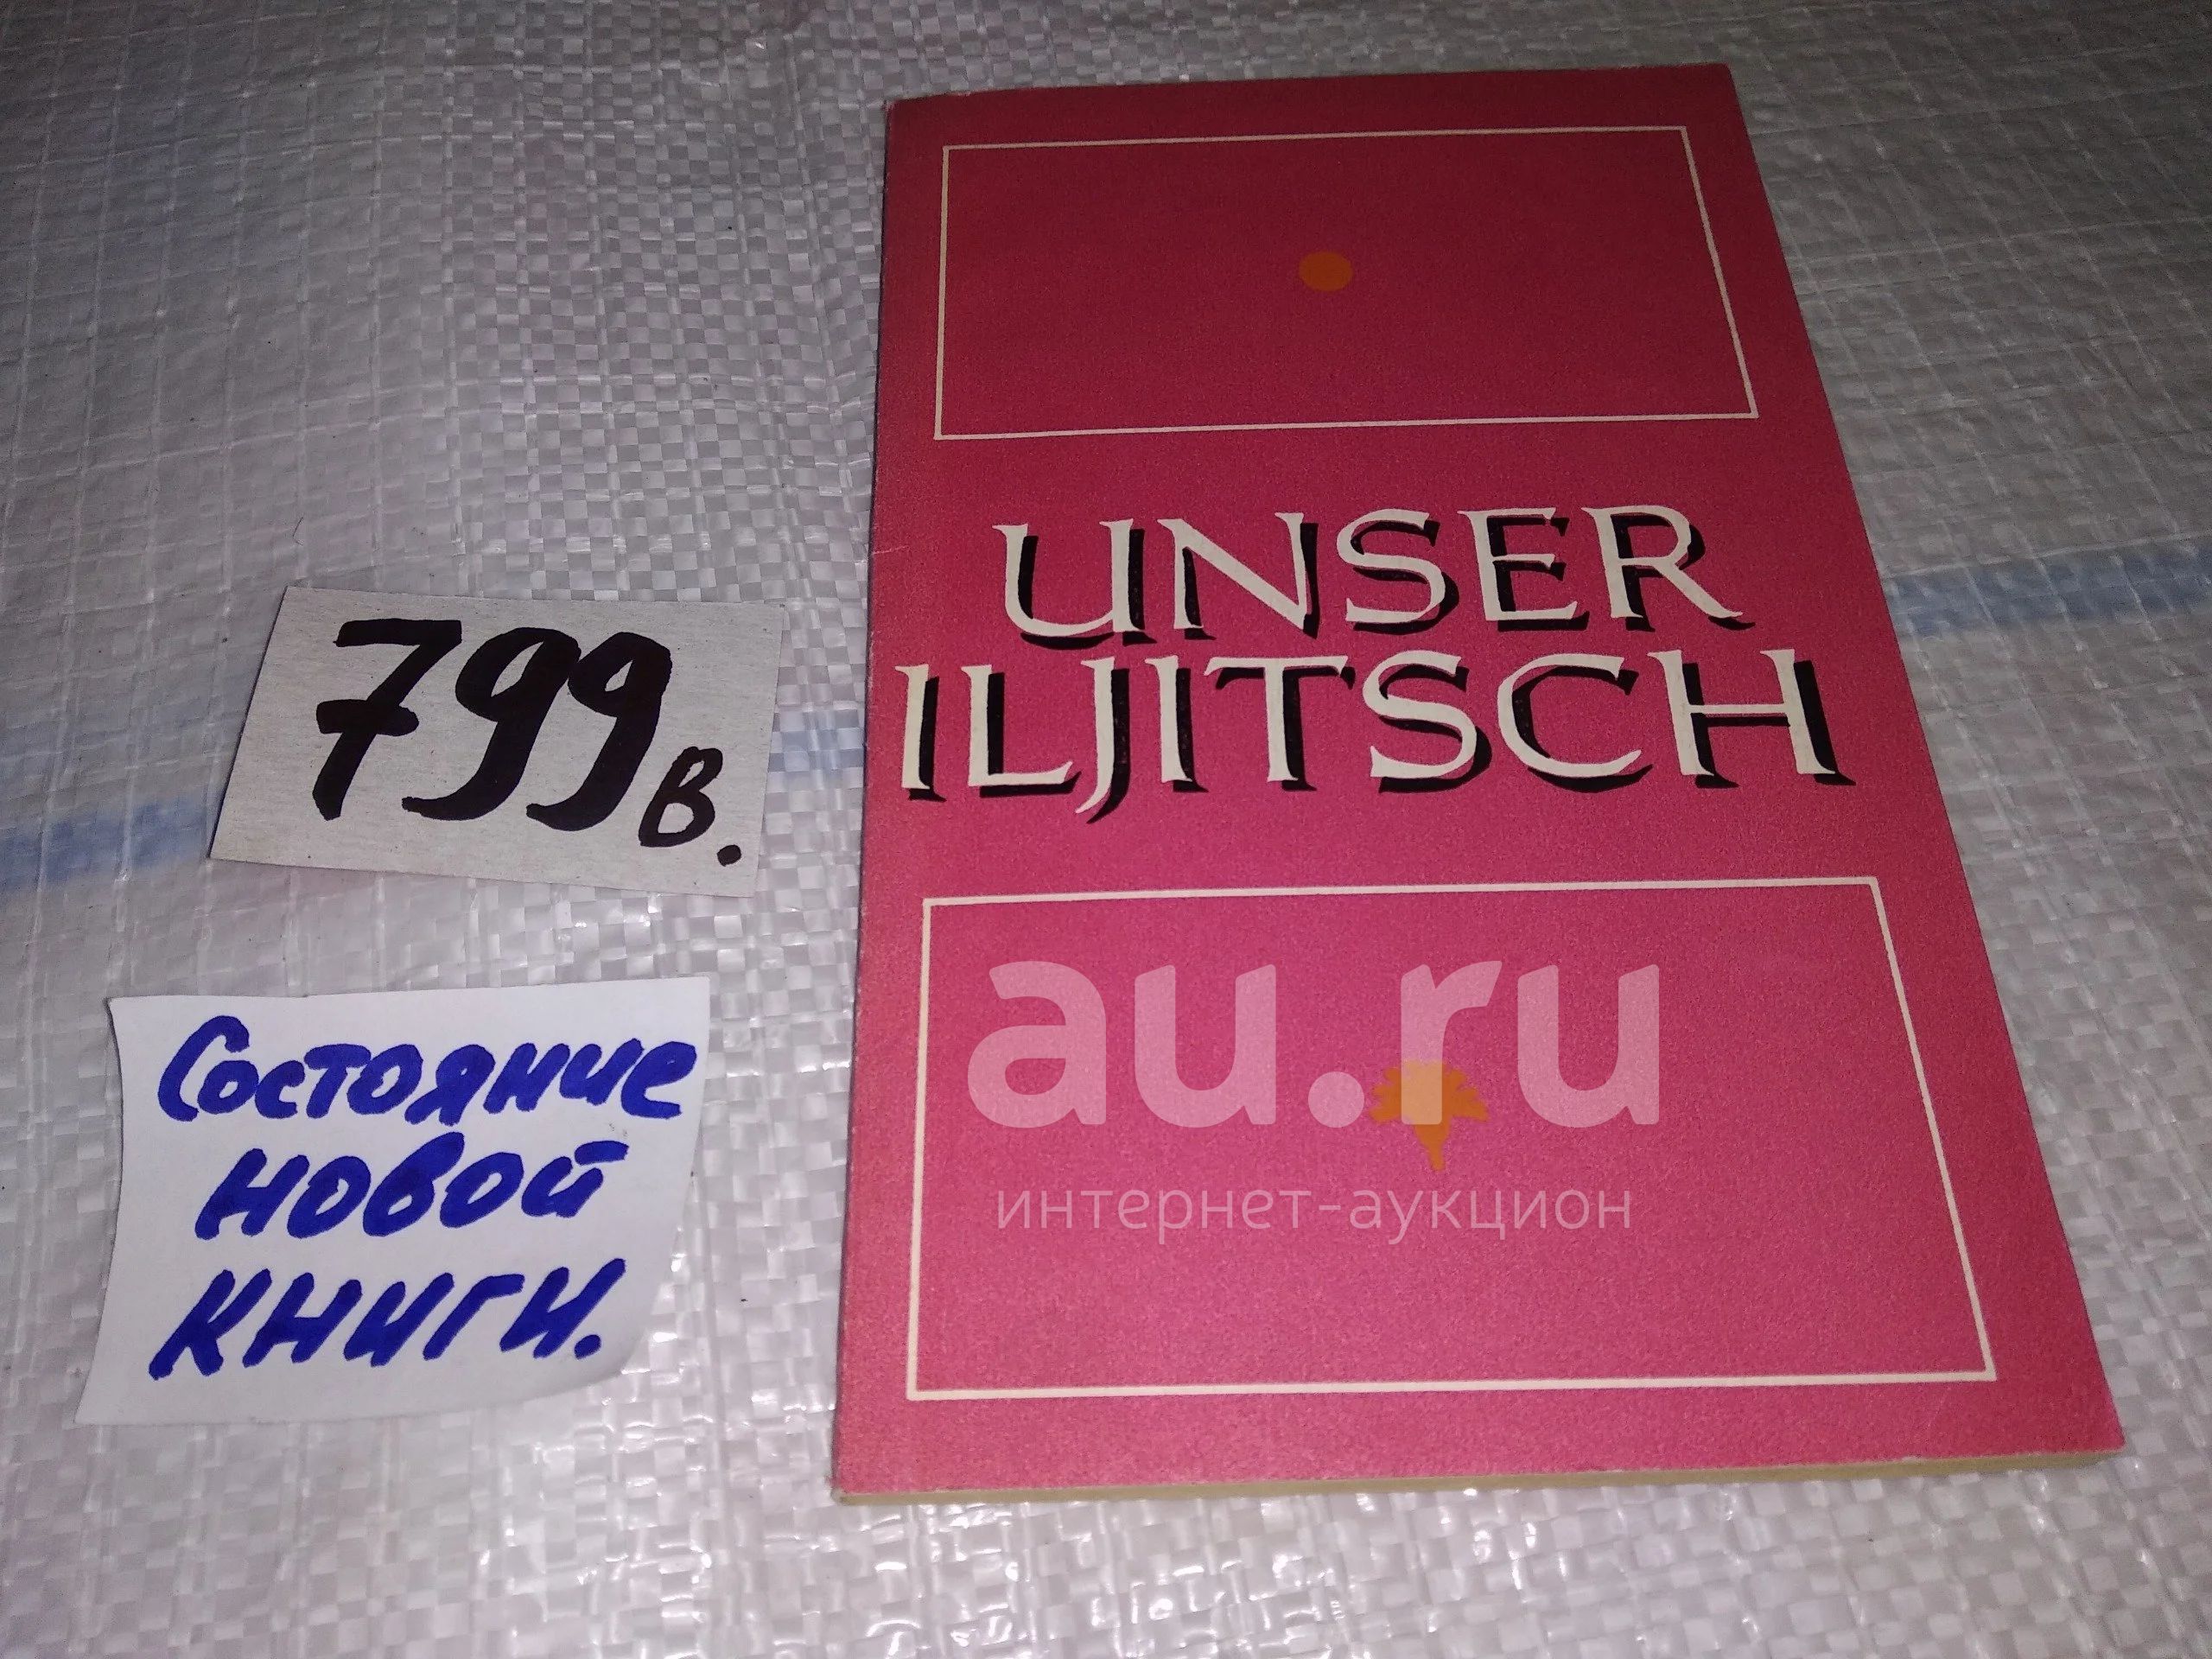 UNSER
ILJITSCH
799в.
Состояние
новой
книги.
au.ru
интернет-аукцион